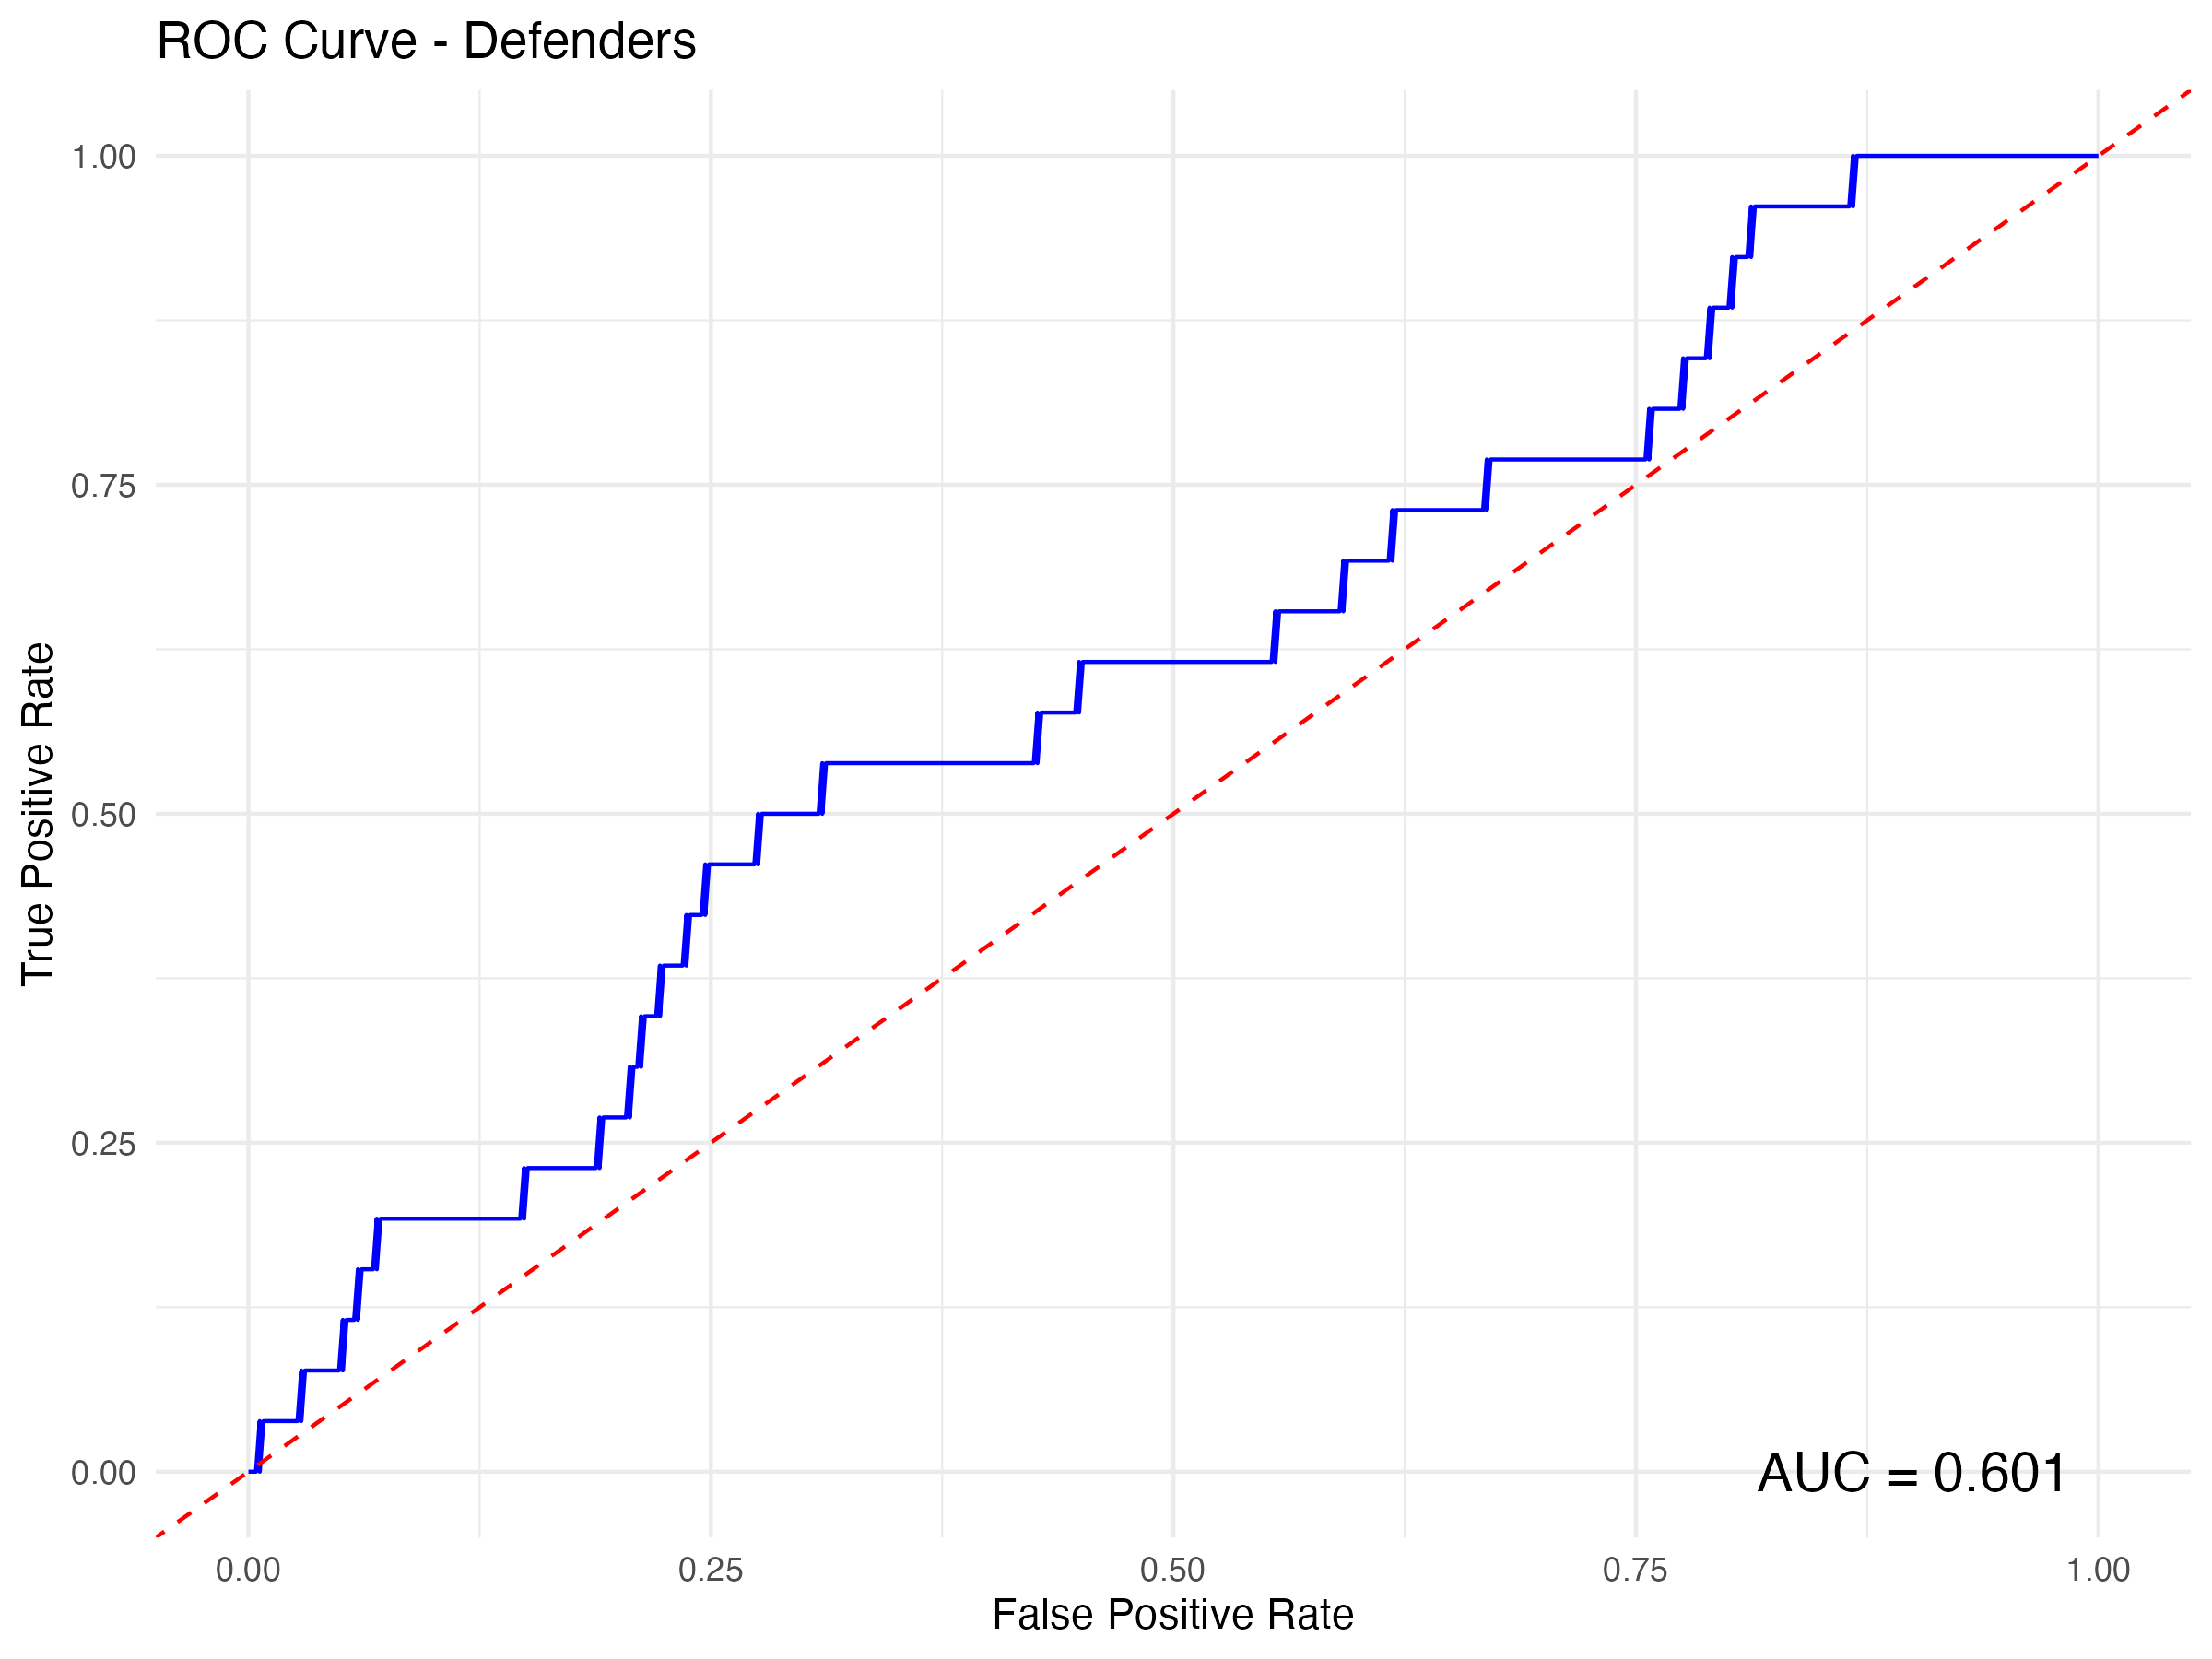 ROC Curve - Defenders
1.00
0.75
0.50
0.25
0.00
True Positive Rate
AUC = 0.601
0.00 0.25 0.50 0.75 1.00
False Positive Rate